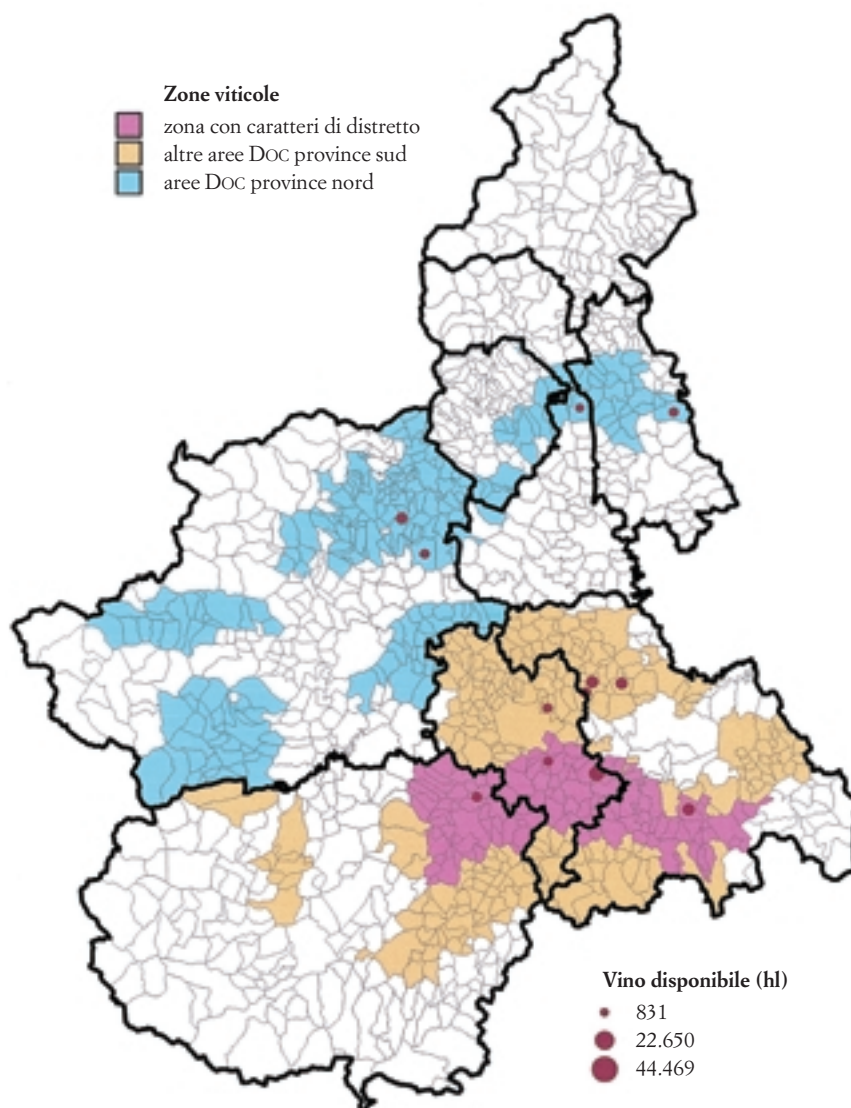 Zone viticole
zona con caratteri di distretto
altre aree DOC province sud
aree DOC province nord
Vino disponibile (hl)
831
22.650
44.469